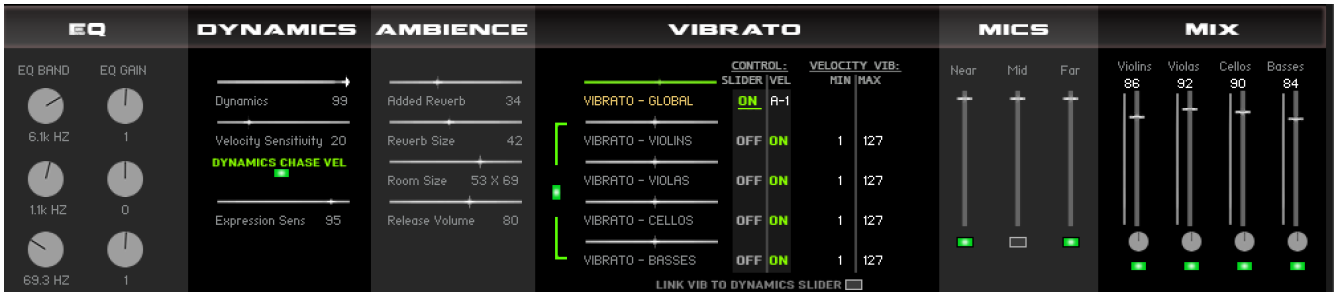 EQ DYNAMICS AMBIENCE VIBRATO MICS MIX
EQ BAND EQ GAIN
6.1k HZ 1
1.1k HZ 0
69.3 HZ 1
Dynamics 99
Velocity Sensitivity 20
DYNAMICS CHASE VEL
Expression Sens 95
Added Reverb 34
Reverb Size 42
Room Size 53 X 69
Release Volume 80
CONTROL: VELOCITY VIB:
SLIDER VEL MIN MAX
VIBRATO - GLOBAL ON A-1
VIBRATO - VIOLINS OFF ON 1 127
VIBRATO - VIOLAS OFF ON 1 127
VIBRATO - CELLOS OFF ON 1 127
VIBRATO - BASSES OFF ON 1 127
LINK VIB TO DYNAMICS SLIDER
Near Mid Far
Violins Violas Cellos Basses
86 92 90 84